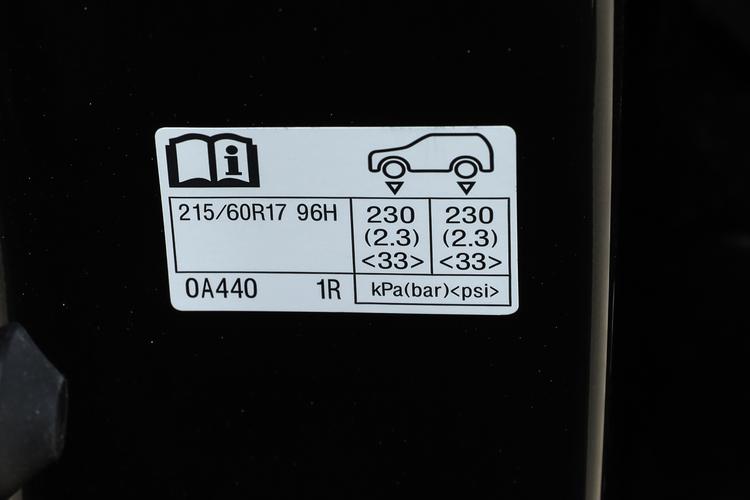 215/60R17 96H 230 230
(2.3) (2.3)
<33> <33>
0A440 1R kPa(bar)<psi>